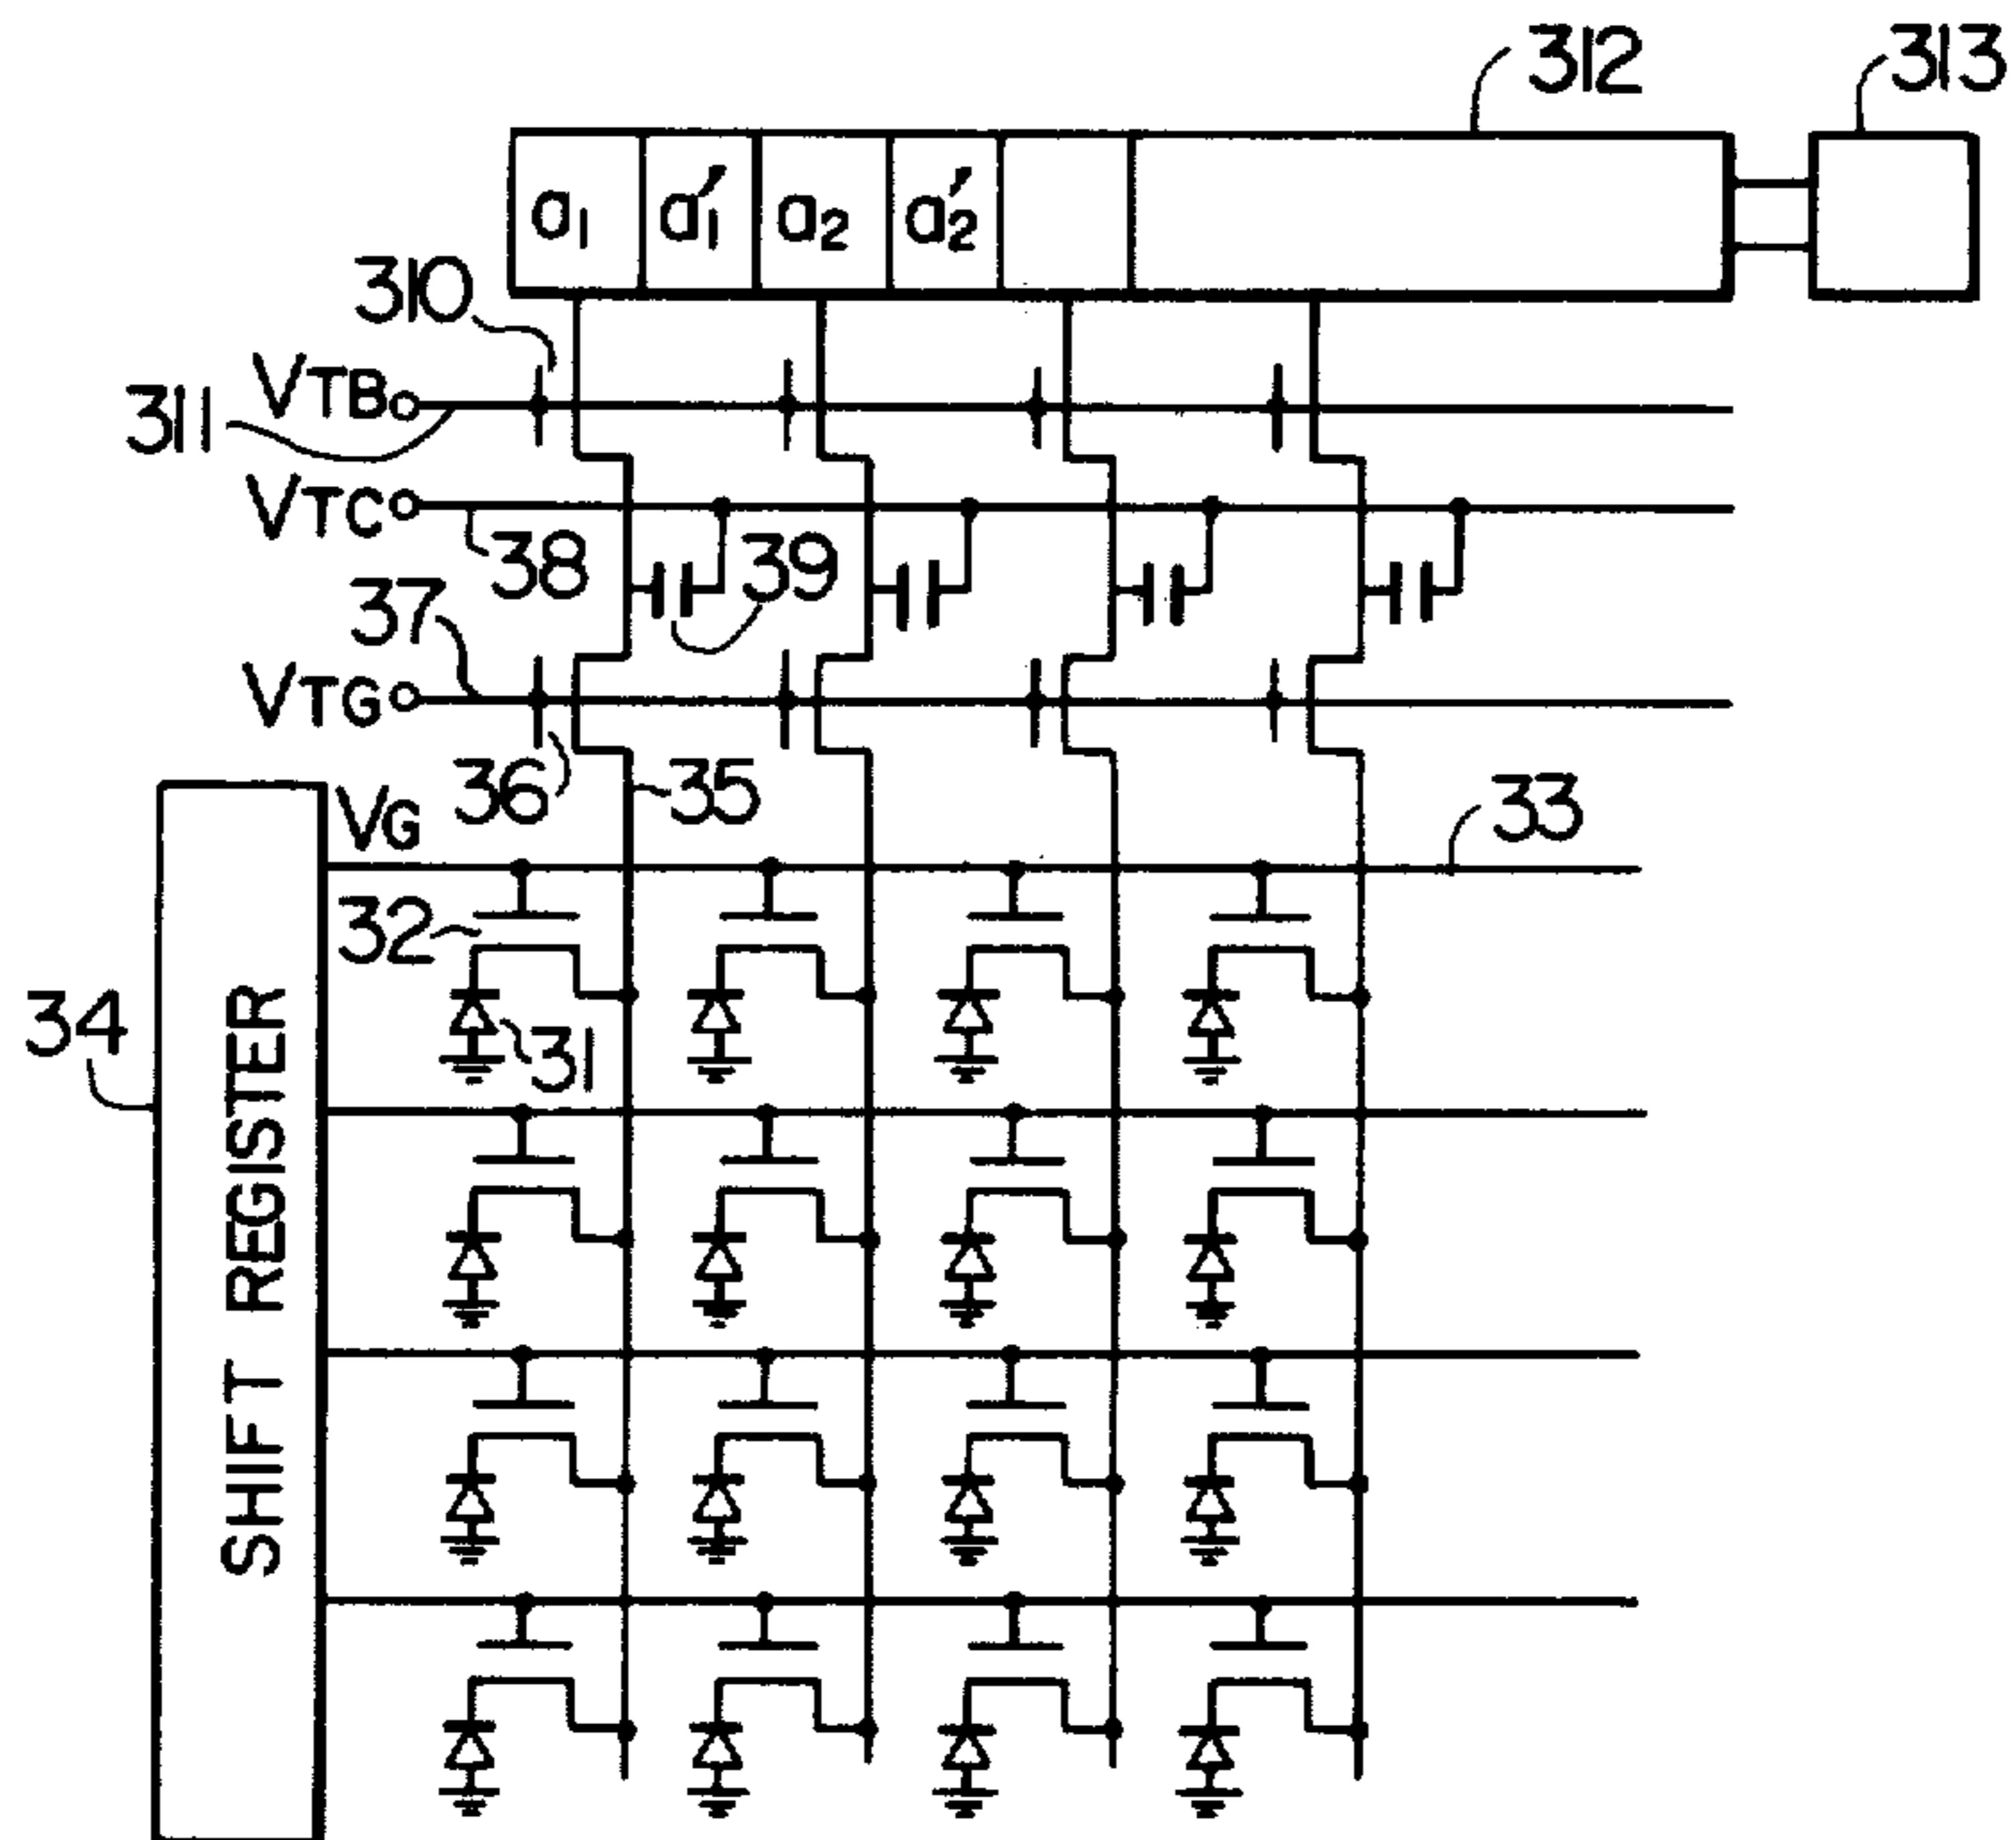 312
313
a₁ a′₁ a₂ a′₂
310
VTB
311
VTC
38
39
37
VTG
36
35
VG
33
32
34
31
SHIFT REGISTER